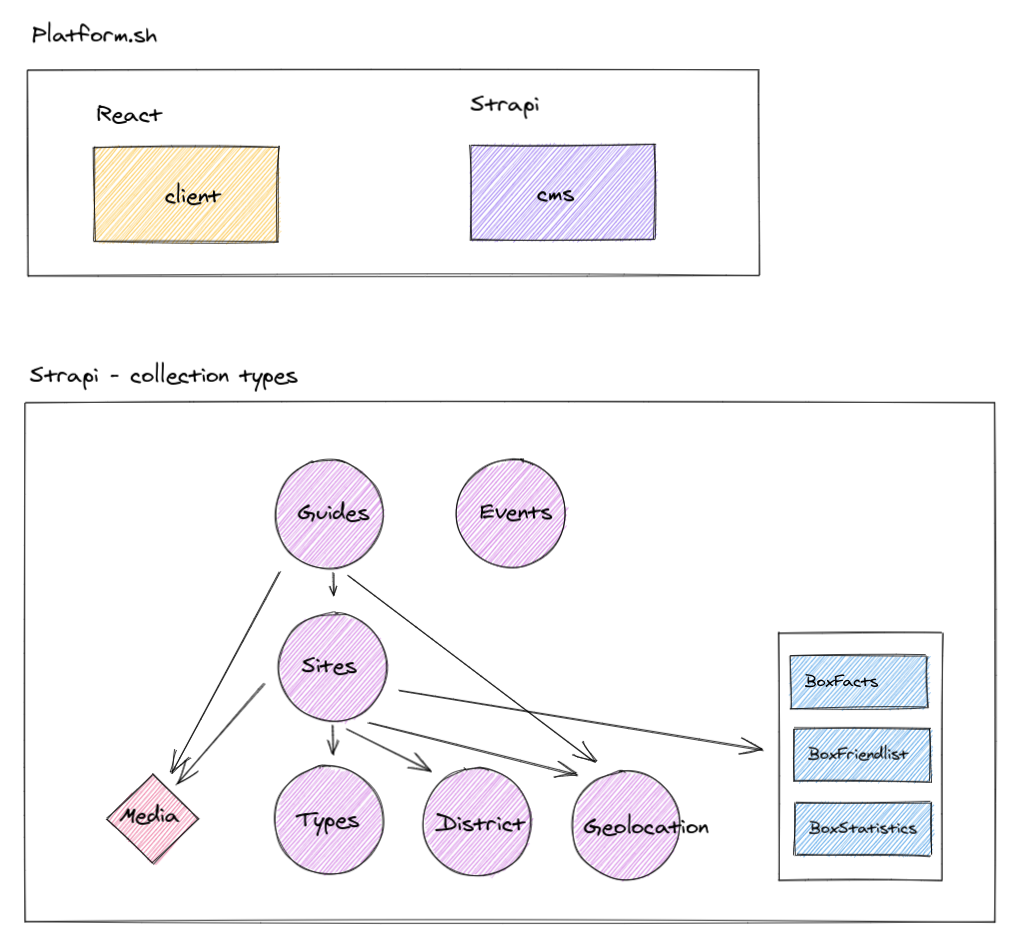 Platform.sh
React
Strapi
client
cms
Strapi - collection types
Guides
Events
Sites
BoxFacts
BoxFriendlist
Media
Types
District
Geolocation
BoxStatistics